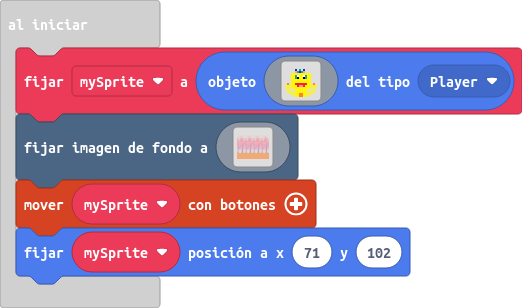 al iniciar
fijar mySprite a objeto del tipo Player
fijar imagen de fondo a
mover mySprite con botones
fijar mySprite posición a x 71 y 102